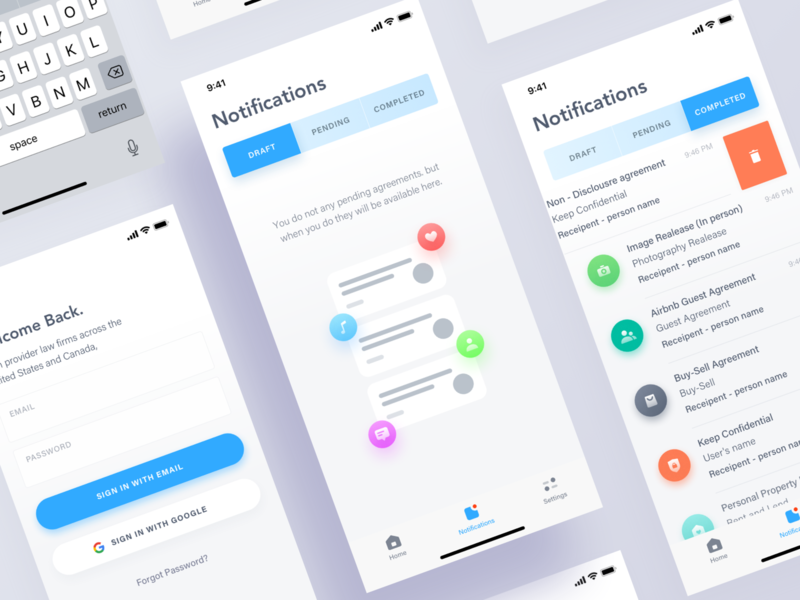 U I O P
G H J K L
V B N M
space
return
come Back.
provider law firms across the
ited States and Canada,
EMAIL
PASSWORD
SIGN IN WITH EMAIL
SIGN IN WITH GOOGLE
Forgot Password?
Home
9:41
Notifications
DRAFT
PENDING
COMPLETED
You do not any pending agreements. but
when you do they will be available here.
Home
Notifications
Settings
9:41
Notifications
DRAFT
PENDING
COMPLETED
Non - Disclousre agreement
9:46 PM
Keep Confidential
Receipent - person name
Image Realease (In person)
9:46 PM
Photography Realease
Receipent - person name
Airbnb Guest Agreement
9:46
Guest Agreement
Receipent - person name
Buy-Sell Agreement
Buy-Sell
Receipent - person name
Keep Confidential
User's name
Receipent - person name
Personal Property
Rent and Lend
Home
Notificati